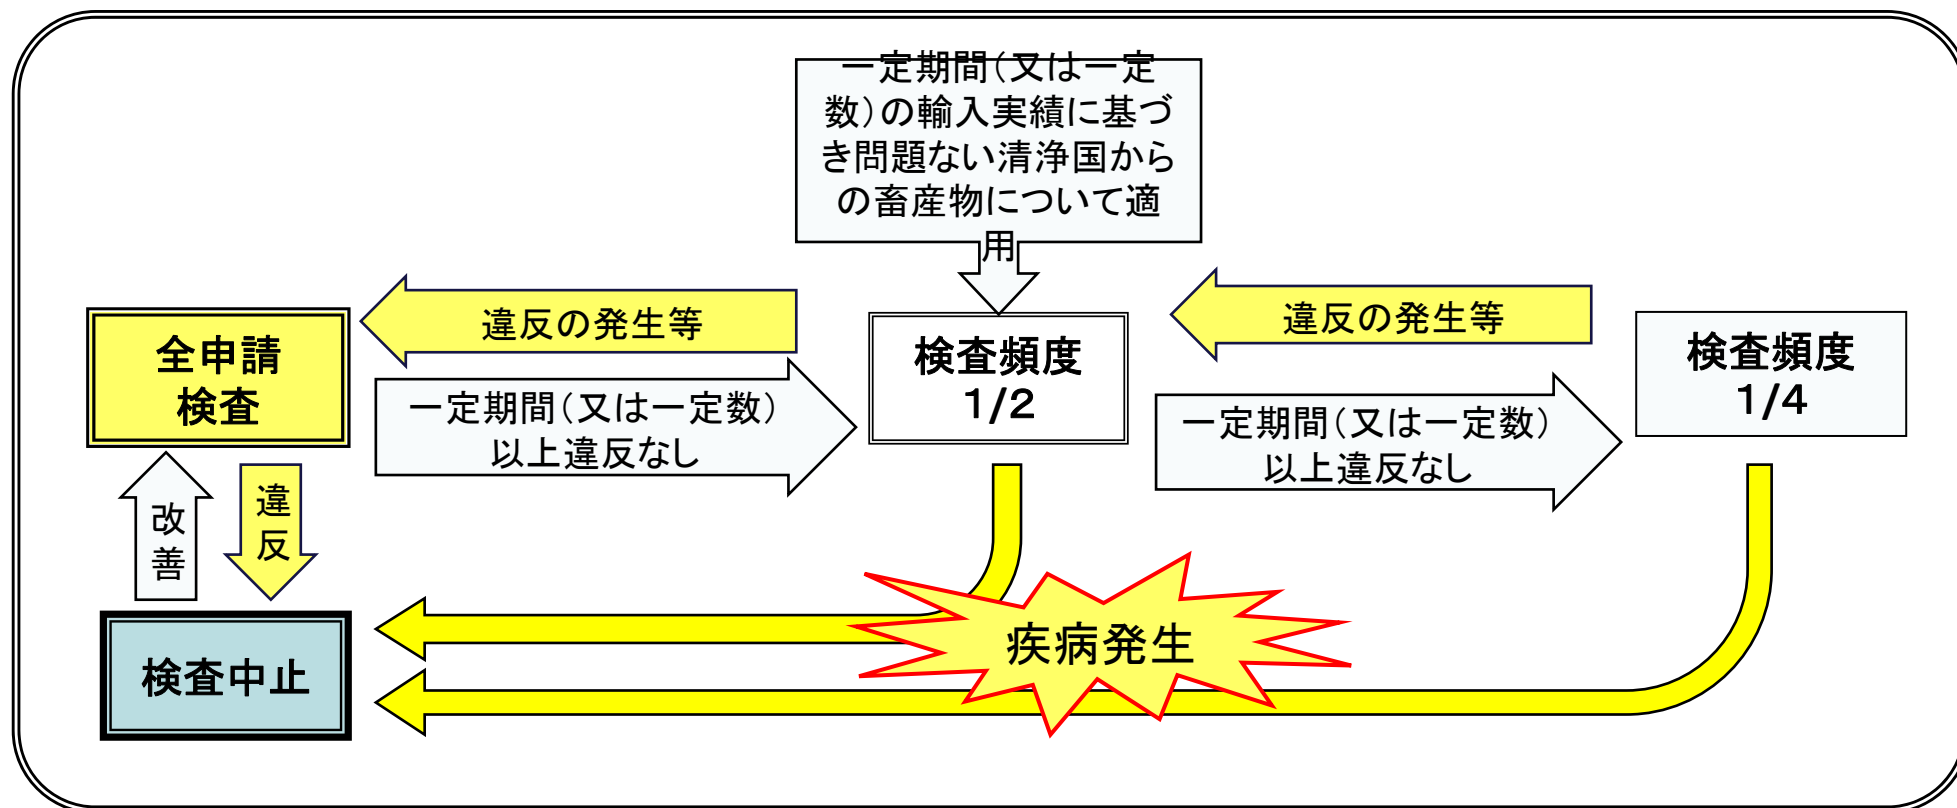 一定期間（又は一定
数）の輸入実績に基づ
き問題ない清浄国から
の畜産物について適
用
違反の発生等
違反の発生等
全申請
検査
検査頻度
1/2
検査頻度
1/4
一定期間（又は一定数）
以上違反なし
一定期間（又は一定数）
以上違反なし
改
善
違
反
疾病発生
検査中止